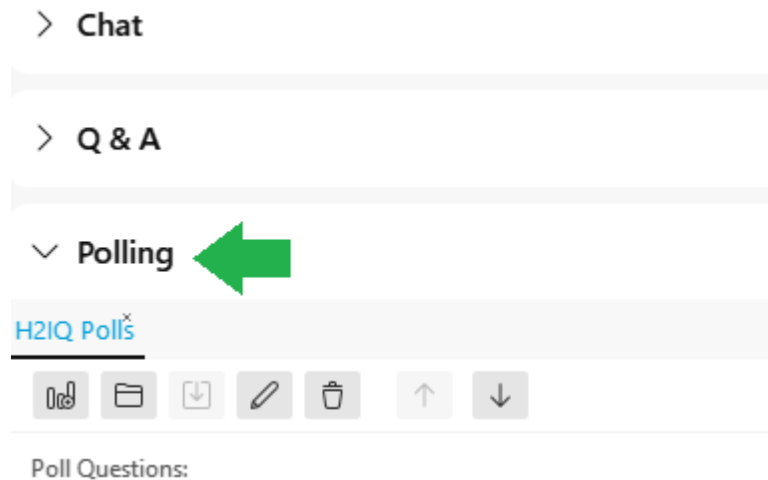 Chat
Q & A
Polling
H2IQ Polls
Poll Questions: